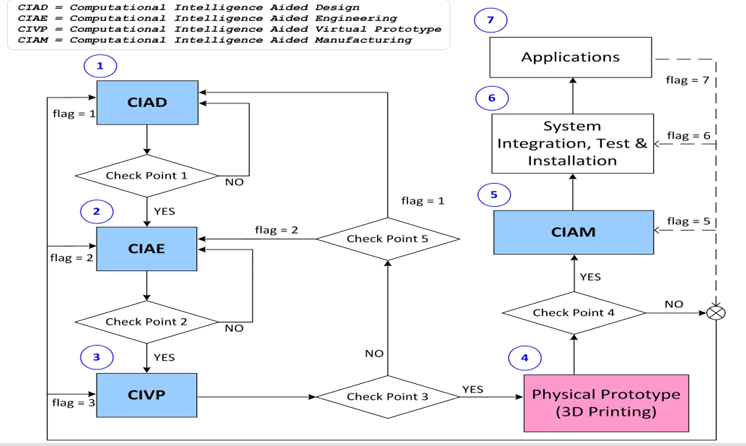 CIAD = Computational Intelligence Aided Design
CIAE = Computational Intelligence Aided Engineering
CIVP = Computational Intelligence Aided Virtual Prototype
CIAM = Computational Intelligence Aided Manufacturing
1
CIAD
flag = 1
Check Point 1
NO
YES
2
CIAE
flag = 2
Check Point 2
NO
YES
3
CIVP
flag = 3
flag = 1
flag = 2
Check Point 5
NO
Check Point 3
YES
7
Applications
flag = 7
6
System
Integration, Test &
Installation
flag = 6
5
CIAM
flag = 5
YES
Check Point 4
NO
4
Physical Prototype
(3D Printing)